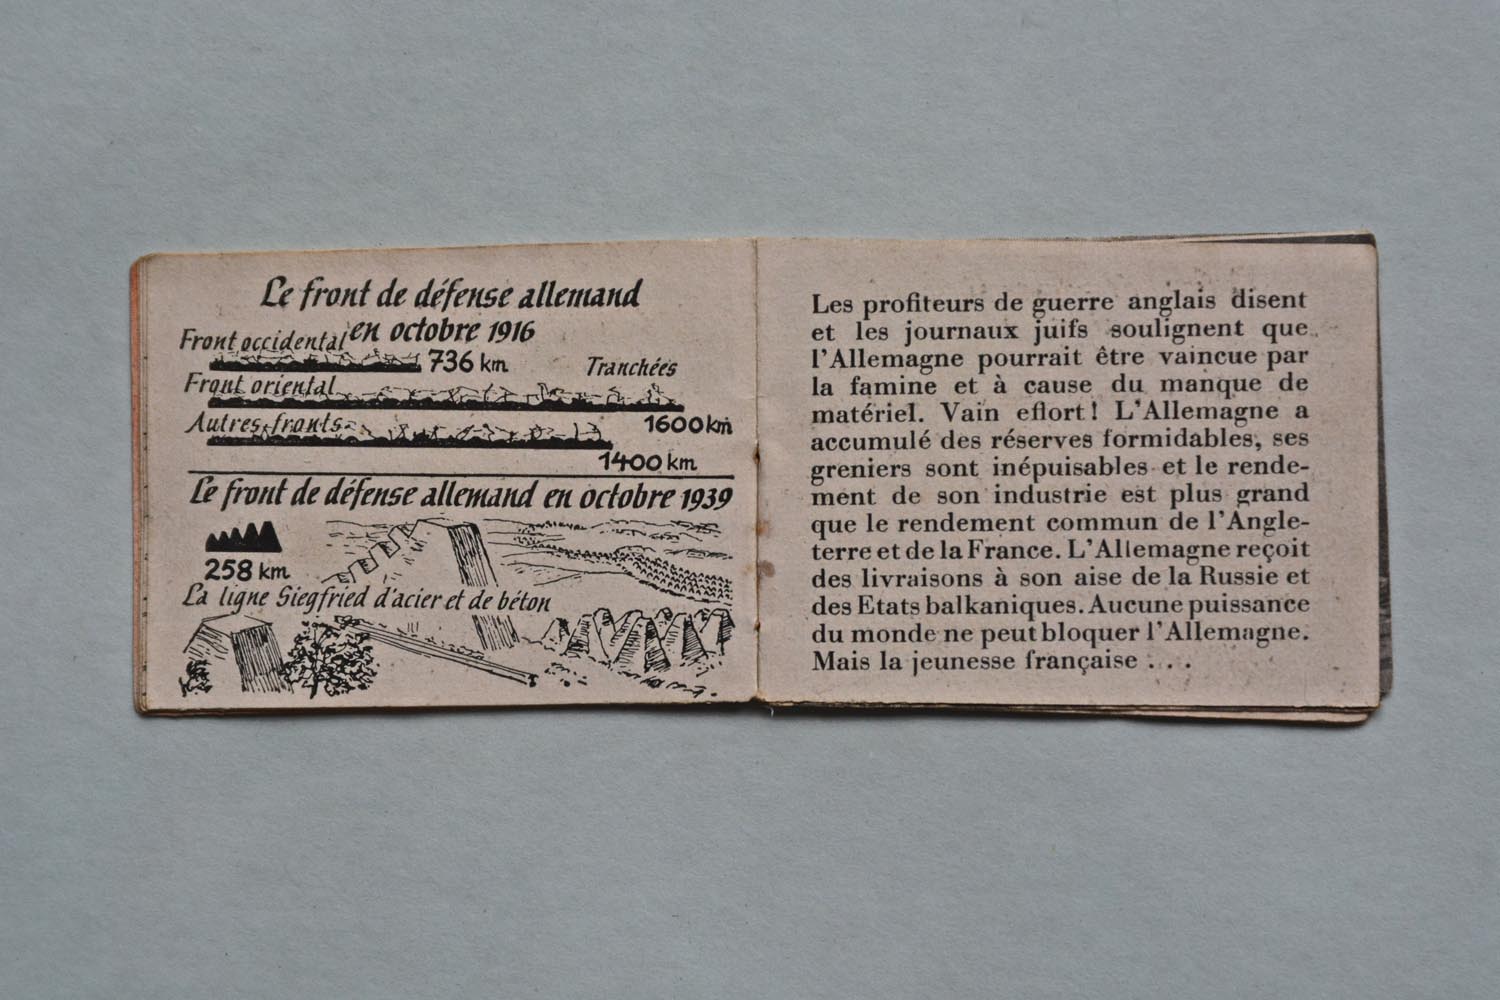 Le front de défense allemand
en octobre 1916
Front occidental
736 km
Tranchées
Front oriental
1600 km
Autres fronts
1400 km
Le front de défense allemand en octobre 1939
258 km
La ligne Siegfried d'acier et de béton
Les profiteurs de guerre anglais disent
et les journaux juifs soulignent que
l'Allemagne pourrait être vaincue par
la famine et à cause du manque de
matériel. Vain effort! L'Allemagne a
accumulé des réserves formidables, ses
greniers sont inépuisables et le rende-
ment de son industrie est plus grand
que le rendement commun de l'Angle-
terre et de la France. L'Allemagne reçoit
des livraisons à son aise de la Russie et
des Etats balkaniques. Aucune puissance
du monde ne peut bloquer l'Allemagne.
Mais la jeunesse française . . .